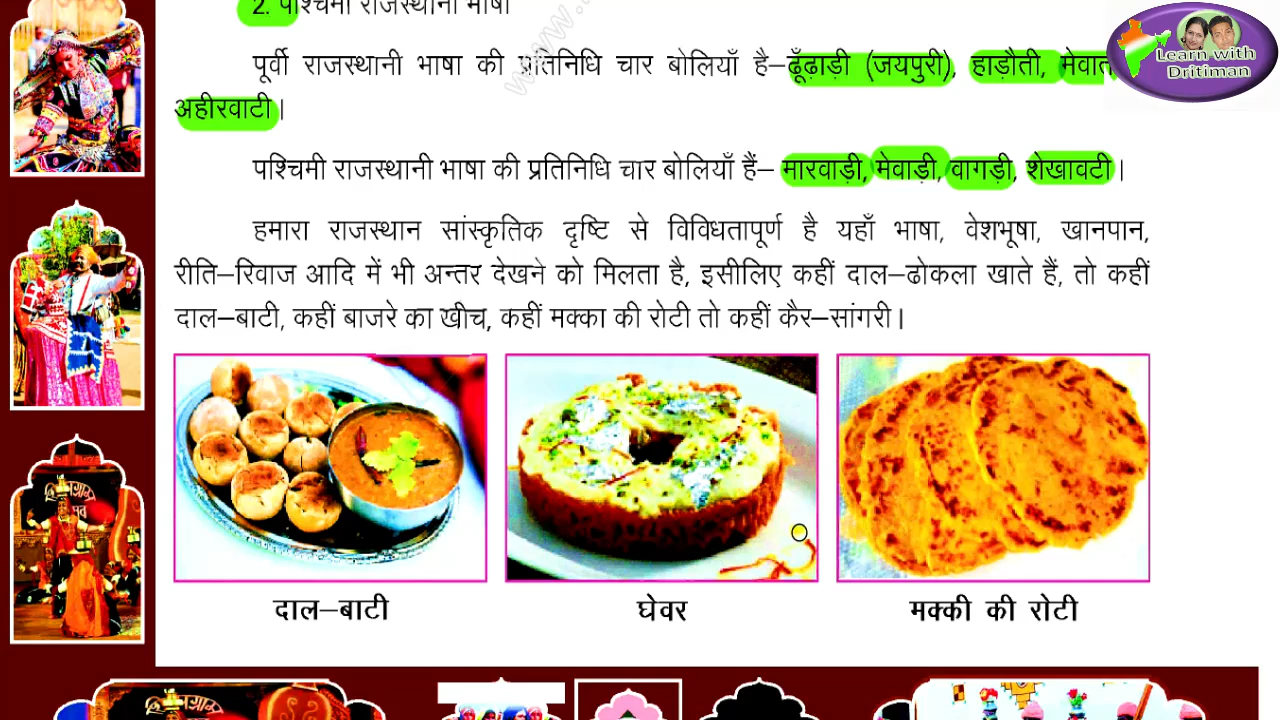 2. पश्चिमी राजस्थानी भाषा
Learn with
Dritiman
पूर्वी राजस्थानी भाषा की प्रतिनिधि चार बोलियाँ है–ढूँढाड़ी (जयपुरी), हाड़ौती,
अहीरवाटी।
पश्चिमी राजस्थानी भाषा की प्रतिनिधि चार बोलियाँ हैं– मारवाड़ी, मेवाड़ी, वागड़ी, शेखावटी।
हमारा राजस्थान सांस्कृतिक दृष्टि से विविधतापूर्ण है यहाँ भाषा, वेशभूषा, खानपान,
रीति–रिवाज आदि में भी अन्तर देखने को मिलता है, इसीलिए कहीं दाल–ढोकला खाते हैं, तो कहीं
दाल–बाटी, कहीं बाजरे का खीच, कहीं मक्का की रोटी तो कहीं कैर–सांगरी।
दाल–बाटी
घेवर
मक्की की रोटी